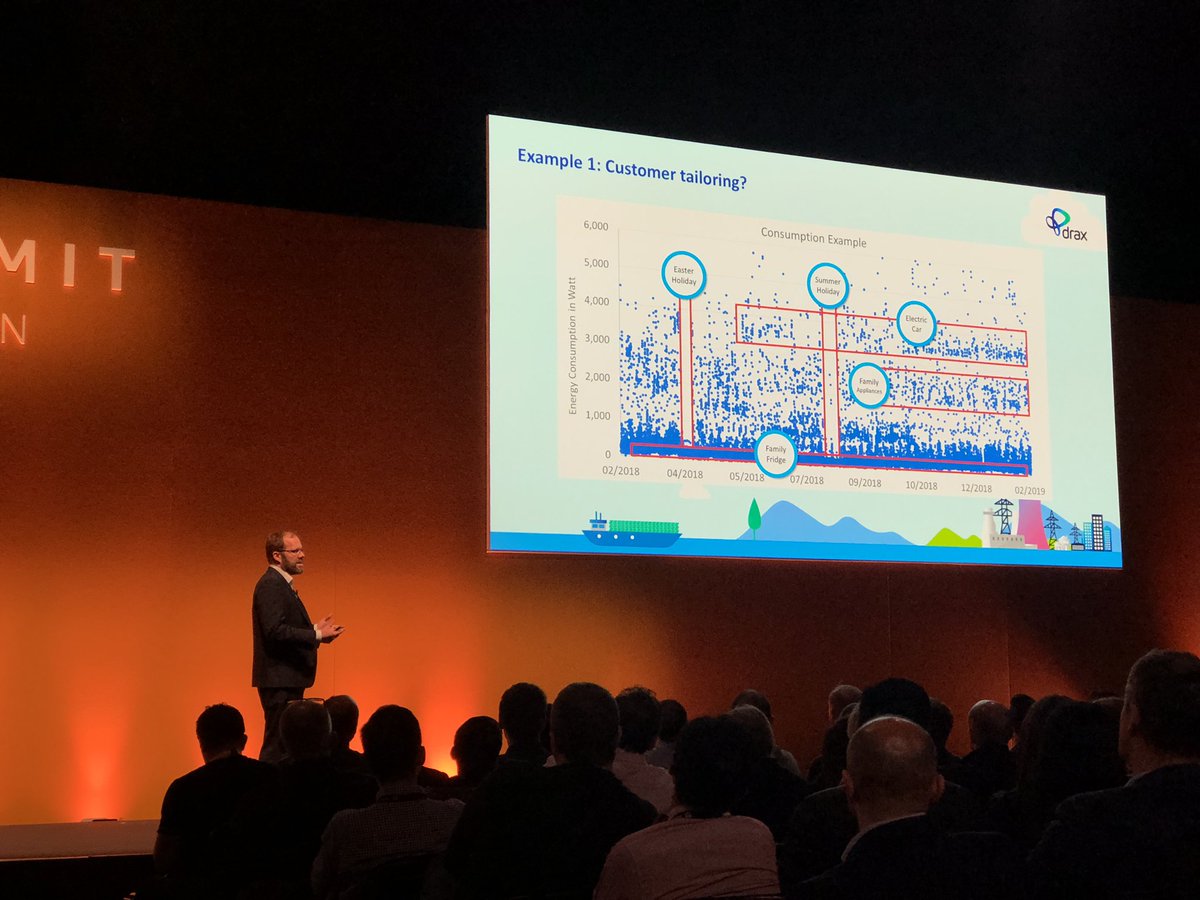 MIT
N
Example 1: Customer tailoring?
drax
Consumption Example
Energy Consumption in Watt
6,000
5,000
4,000
3,000
2,000
1,000
0
Easter
Holiday
Summer
Holiday
Electric
Car
Family
Appliances
Family
Fridge
02/2018
04/2018
05/2018
07/2018
09/2018
10/2018
12/2018
02/2019